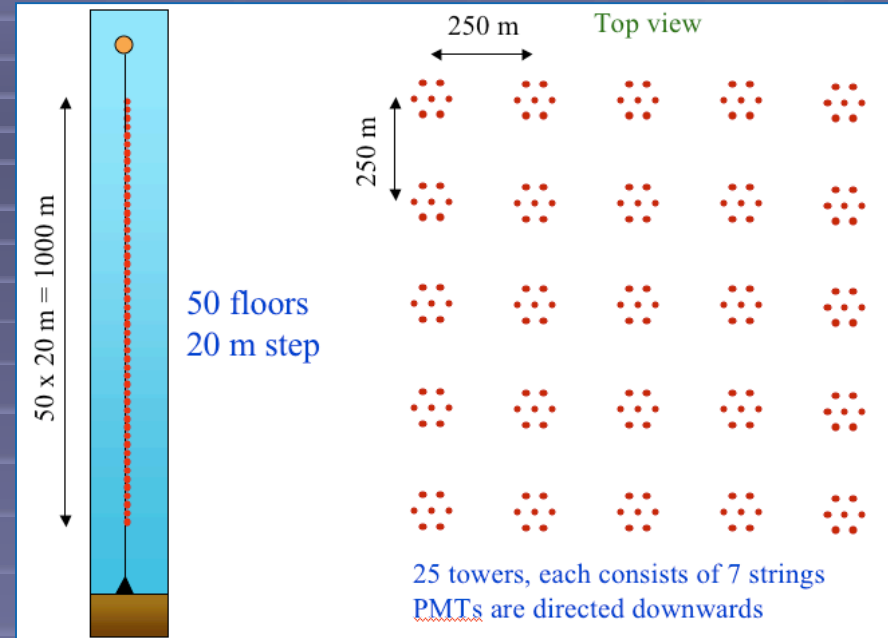 250 m
Top view
250 m
50 x 20 m = 1000 m
50 floors
20 m step
25 towers, each consists of 7 strings
PMTs are directed downwards